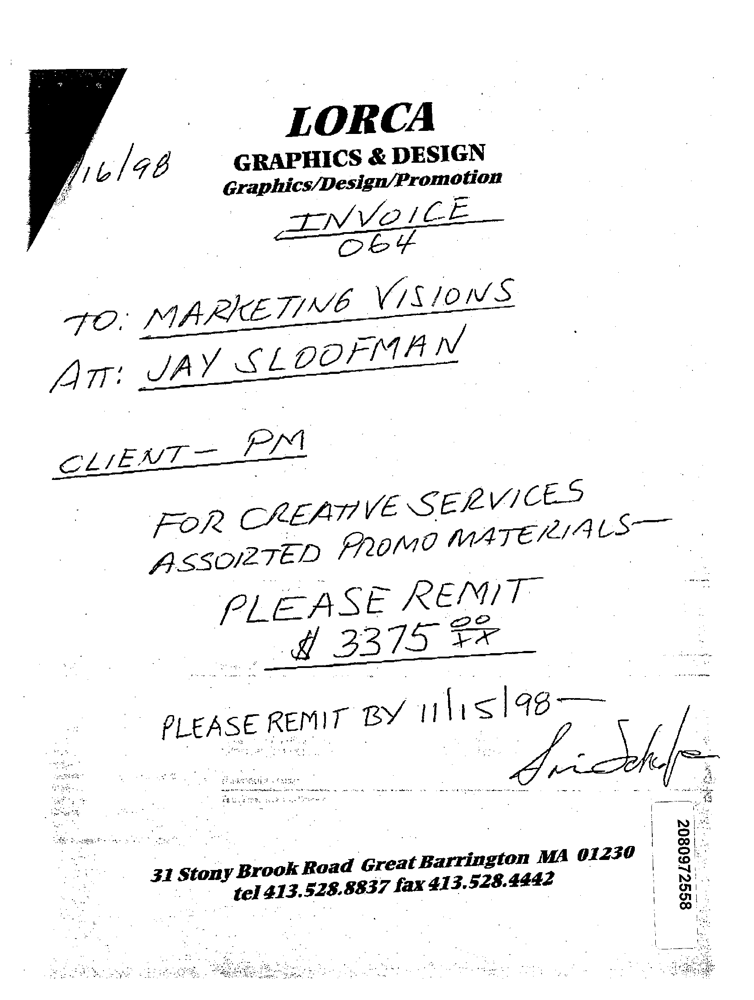 LORCA
GRAPHICS & DESIGN
Graphics/Design/Promotion
/16/98
INVOICE
064
TO: MARKETING VISIONS
ATT: JAY SLOOFMAN
CLIENT - PM
FOR CREATIVE SERVICES
ASSORTED PROMO MATERIALS—
PLEASE REMIT
$ 3375 00/XX
PLEASE REMIT BY 11/15/98—
31 Stony Brook Road Great Barrington MA 01230
tel 413.528.8837 fax 413.528.4442
2080972558